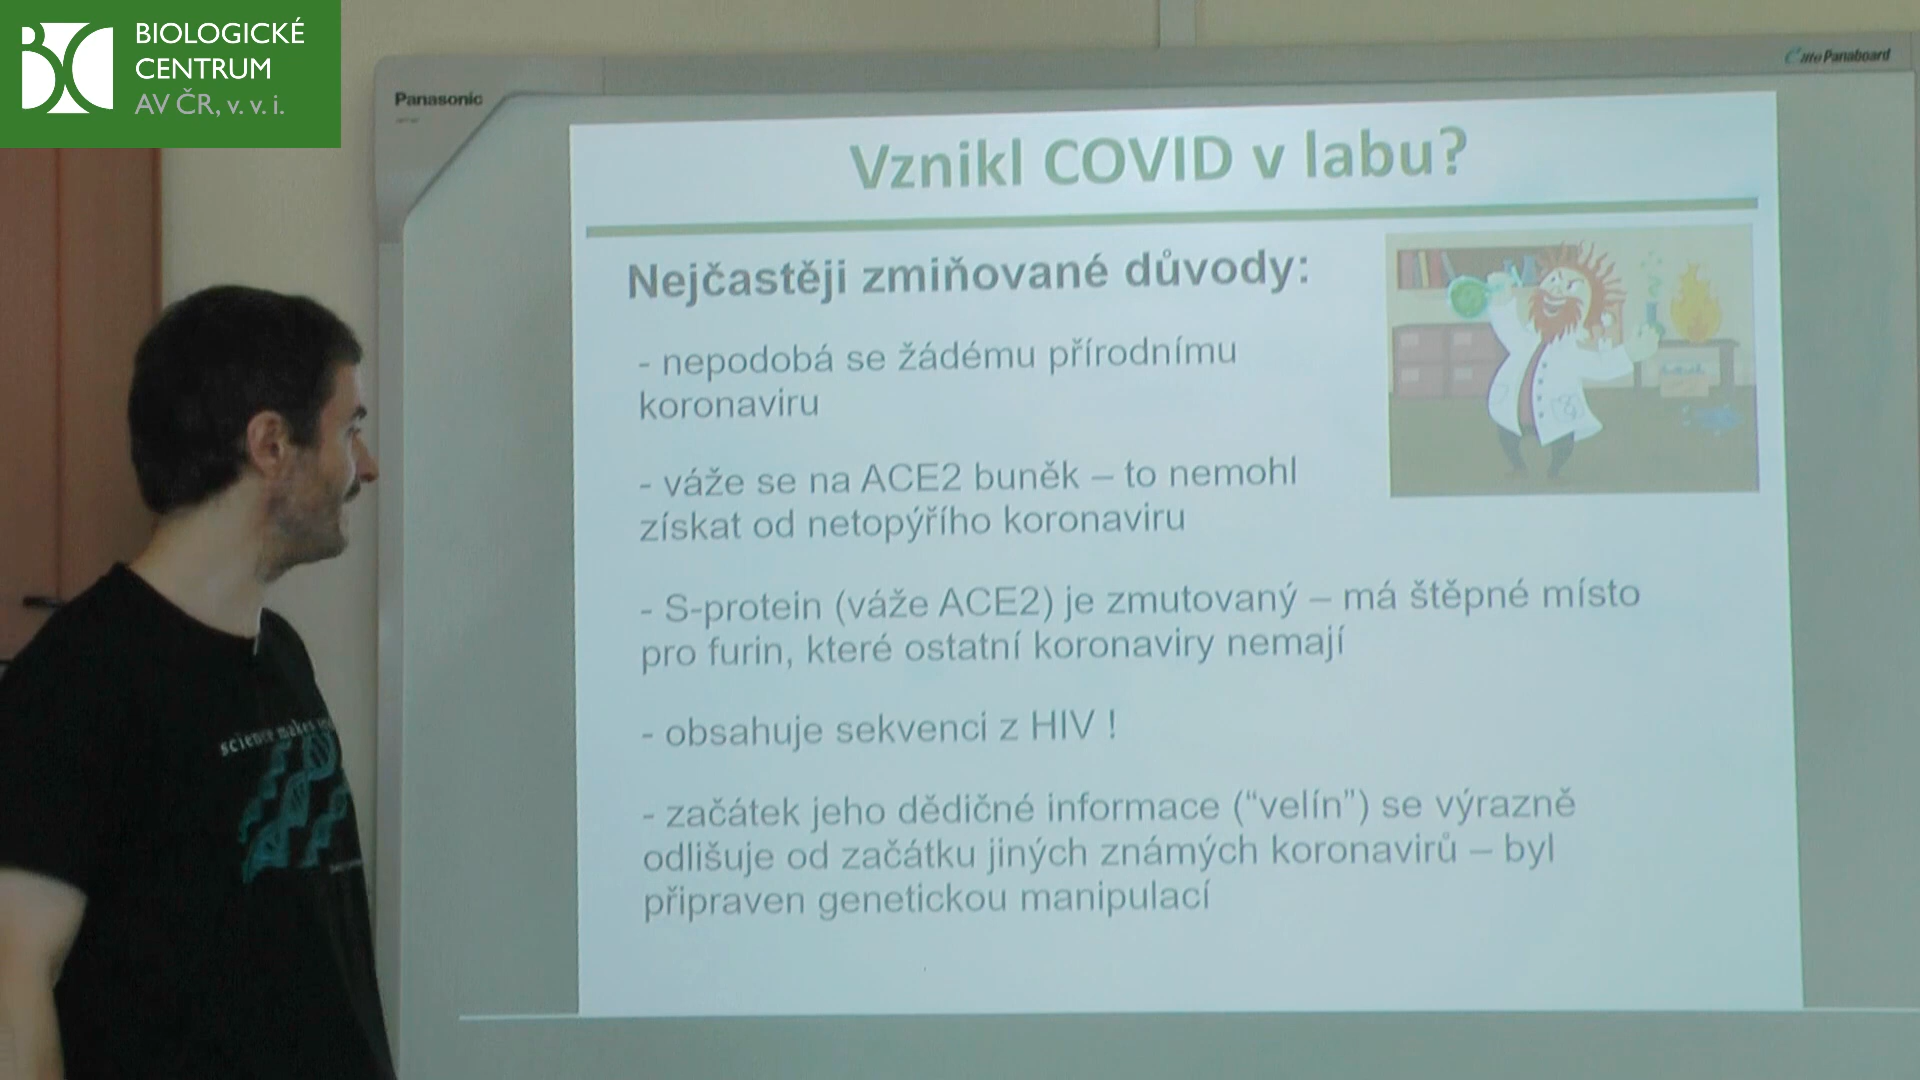 BIOLOGICKÉ
CENTRUM
AV ČR, v. v. i.
Panasonic
Panaboard
Vznikl COVID v labu?
Nejčastěji zmiňované důvody:
- nepodobá se žádému přírodnímu
koronaviru
- váže se na ACE2 buněk – to nemohl
získat od netopýřího koronaviru
- S-protein (váže ACE2) je zmutovaný – má štěpné místo
pro furin, které ostatní koronaviry nemají
- obsahuje sekvenci z HIV !
- začátek jeho dědičné informace (“velín”) se výrazně
odlišuje od začátku jiných známých koronavirů – byl
připraven genetickou manipulací
science makes